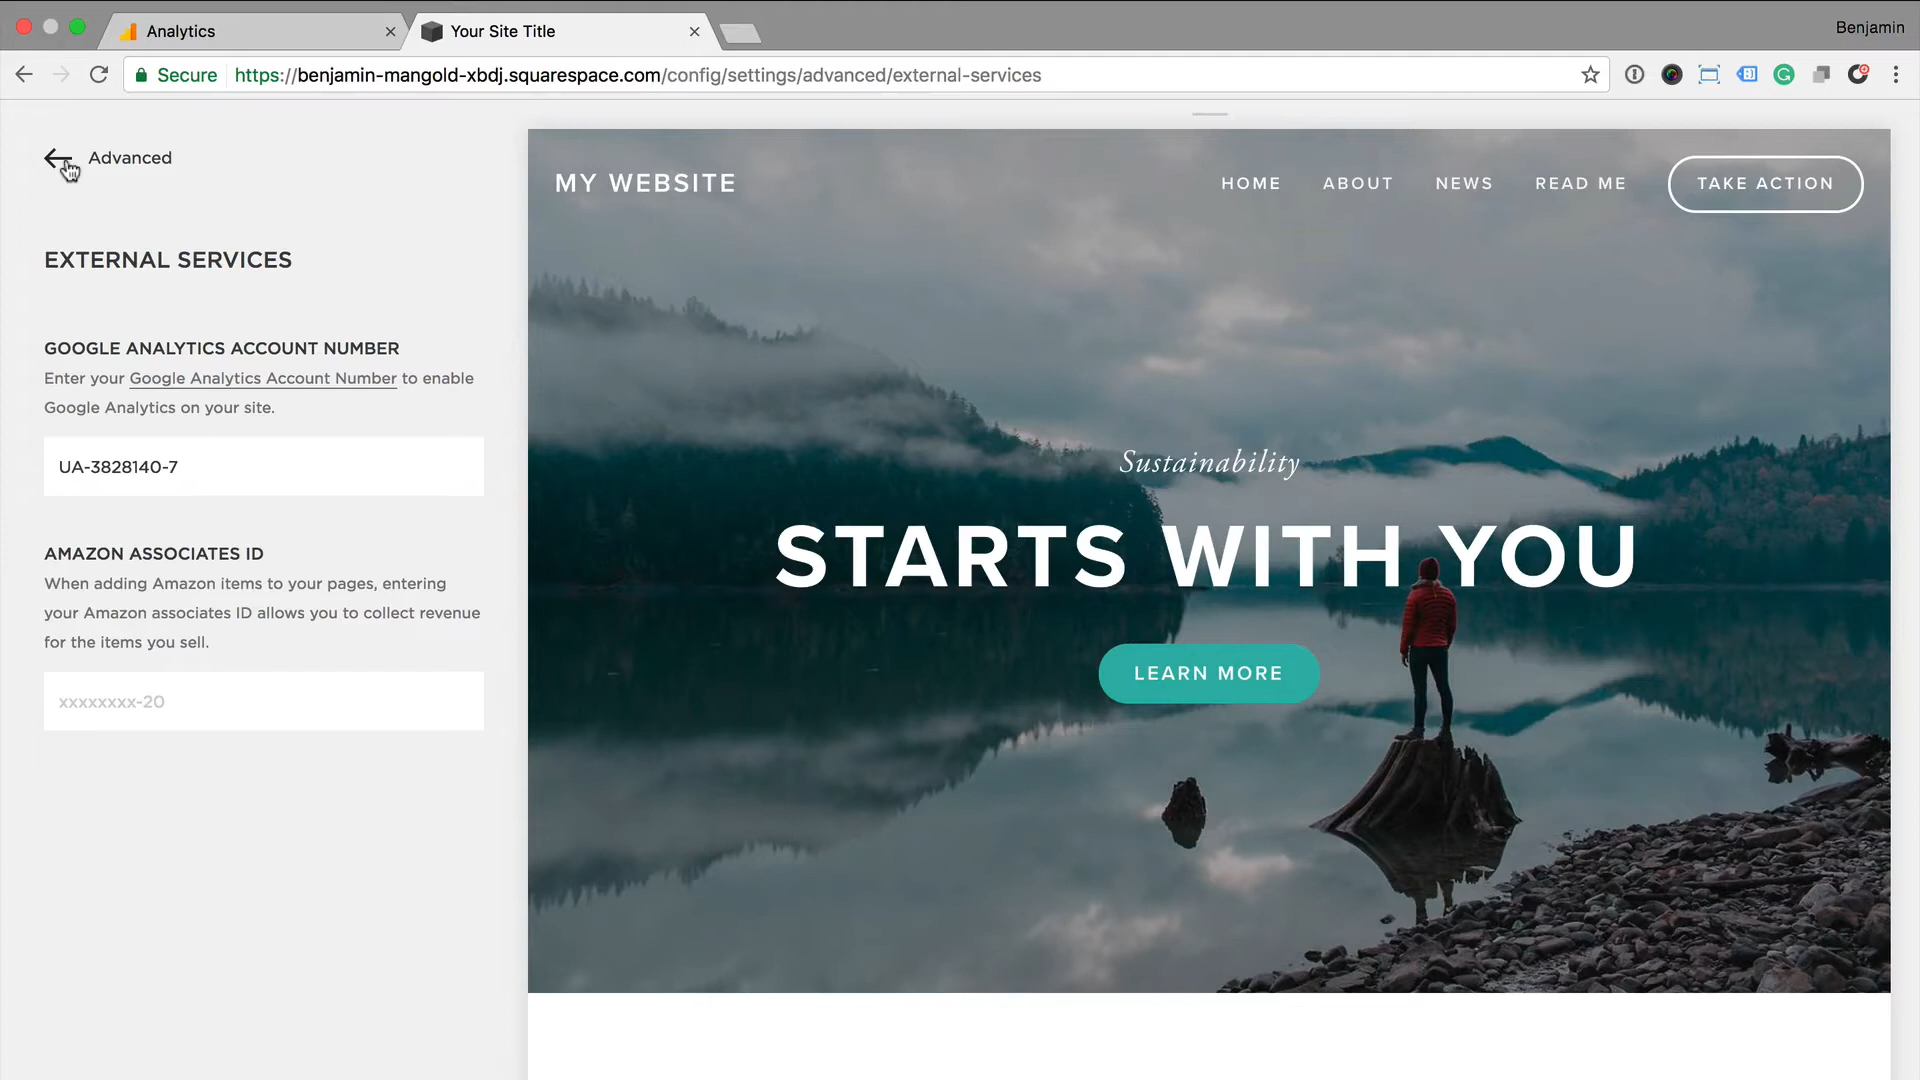 Analytics
Your Site Title
Benjamin
Secure
https://benjamin-mangold-xbdj.squarespace.com/config/settings/advanced/external-services
Advanced
EXTERNAL SERVICES
GOOGLE ANALYTICS ACCOUNT NUMBER
Enter your Google Analytics Account Number to enable
Google Analytics on your site.
UA-3828140-7
AMAZON ASSOCIATES ID
When adding Amazon items to your pages, entering
your Amazon associates ID allows you to collect revenue
for the items you sell.
xxxxxxxx-20
MY WEBSITE
HOME
ABOUT
NEWS
READ ME
TAKE ACTION
Sustainability
STARTS WITH YOU
LEARN MORE